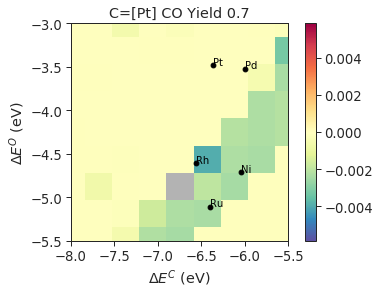 C=[Pt] CO Yield 0.7
−3.0
−3.5
−4.0
−4.5
−5.0
−5.5
ΔE^O (eV)
Pt
Pd
Rh
Ni
Ru
−8.0 −7.5 −7.0 −6.5 −6.0 −5.5
ΔE^C (eV)
0.004
0.002
0.000
−0.002
−0.004